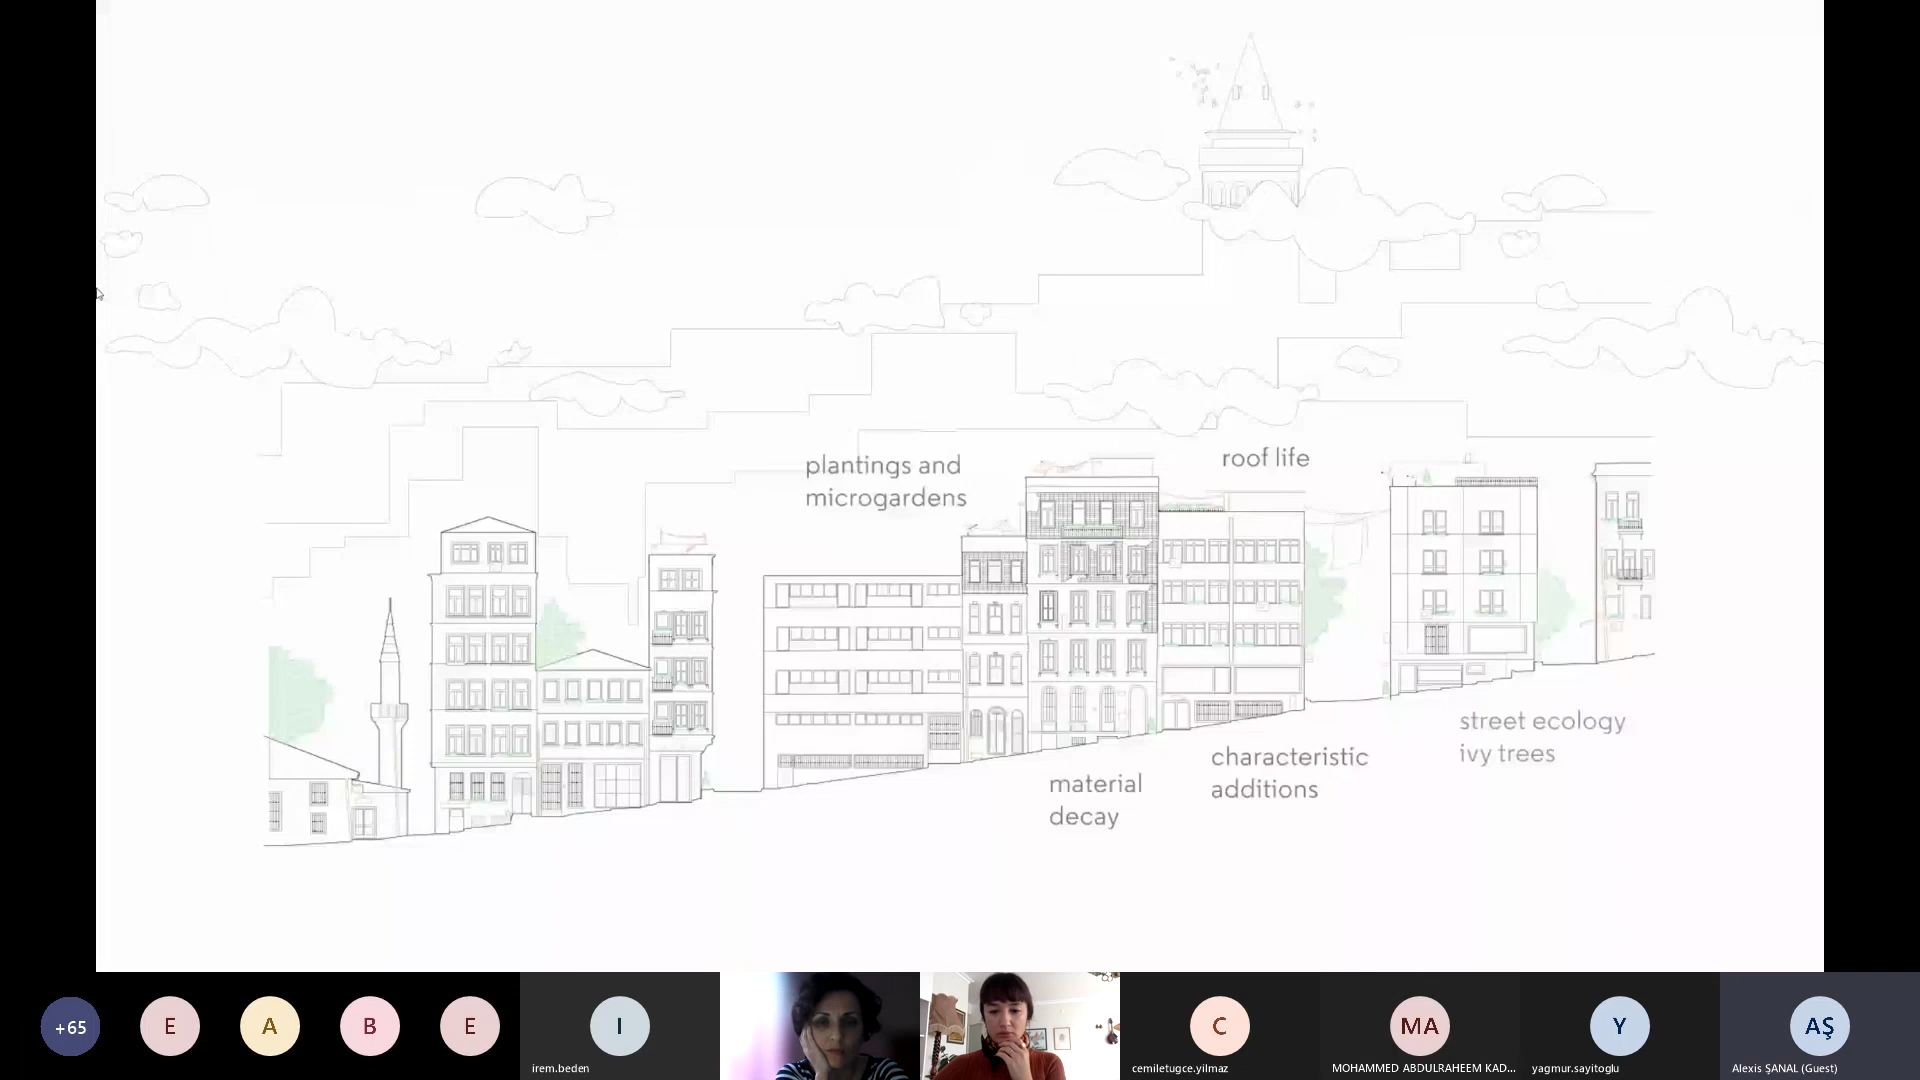 roof life
plantings and
microgardens
street ecology
ivy trees
characteristic
additions
material
decay
+65
E
A
B
E
I
irem.beden
C
cemiletugce.yilmaz
MA
MOHAMMED ABDULRAHEEM KAD...
Y
yagmur.sayitoglu
AŞ
Alexis ŞANAL (Guest)